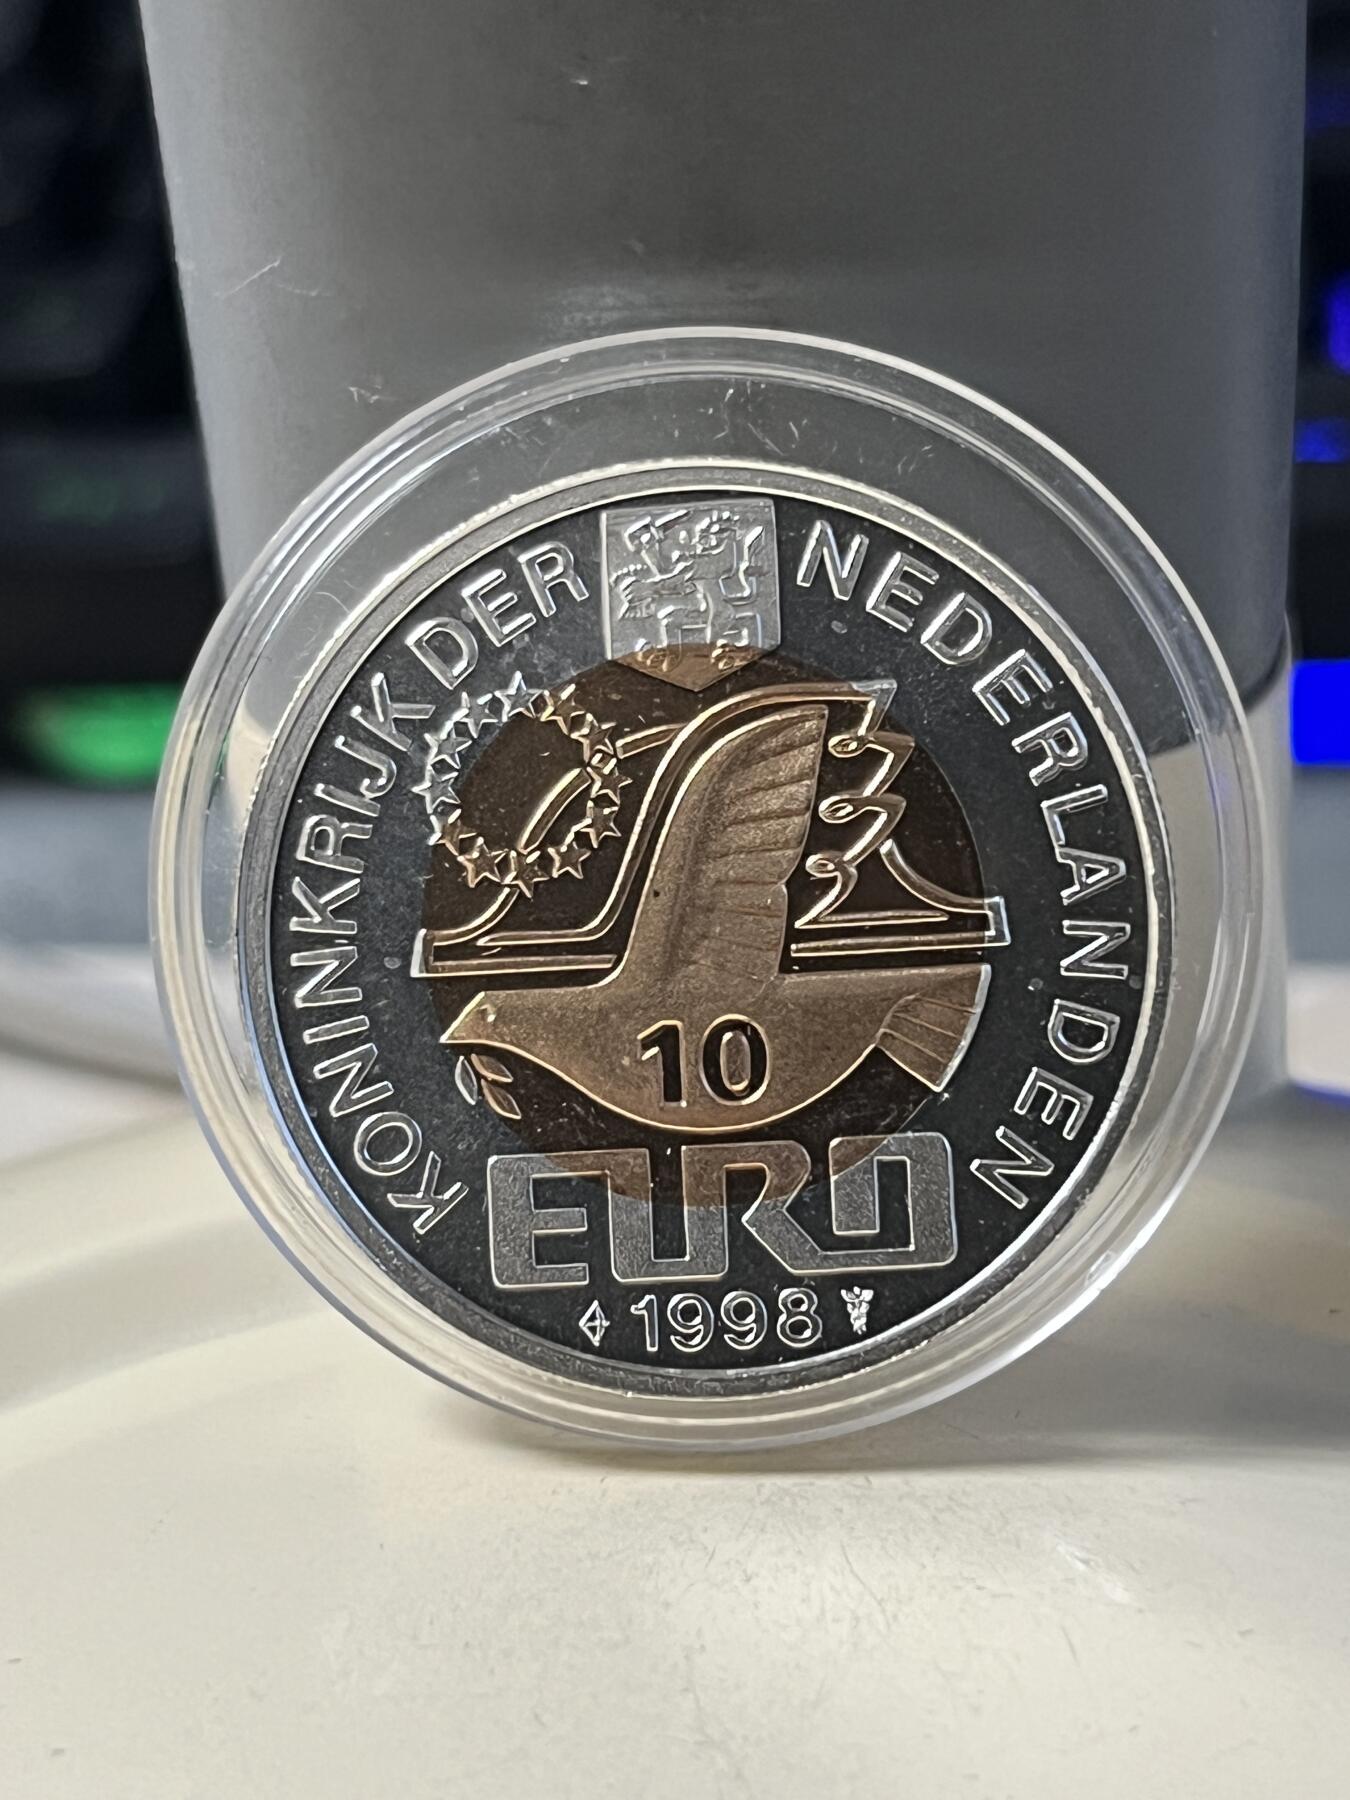 KONINKRIJK DER NEDERLANDEN
10
EURO
1998